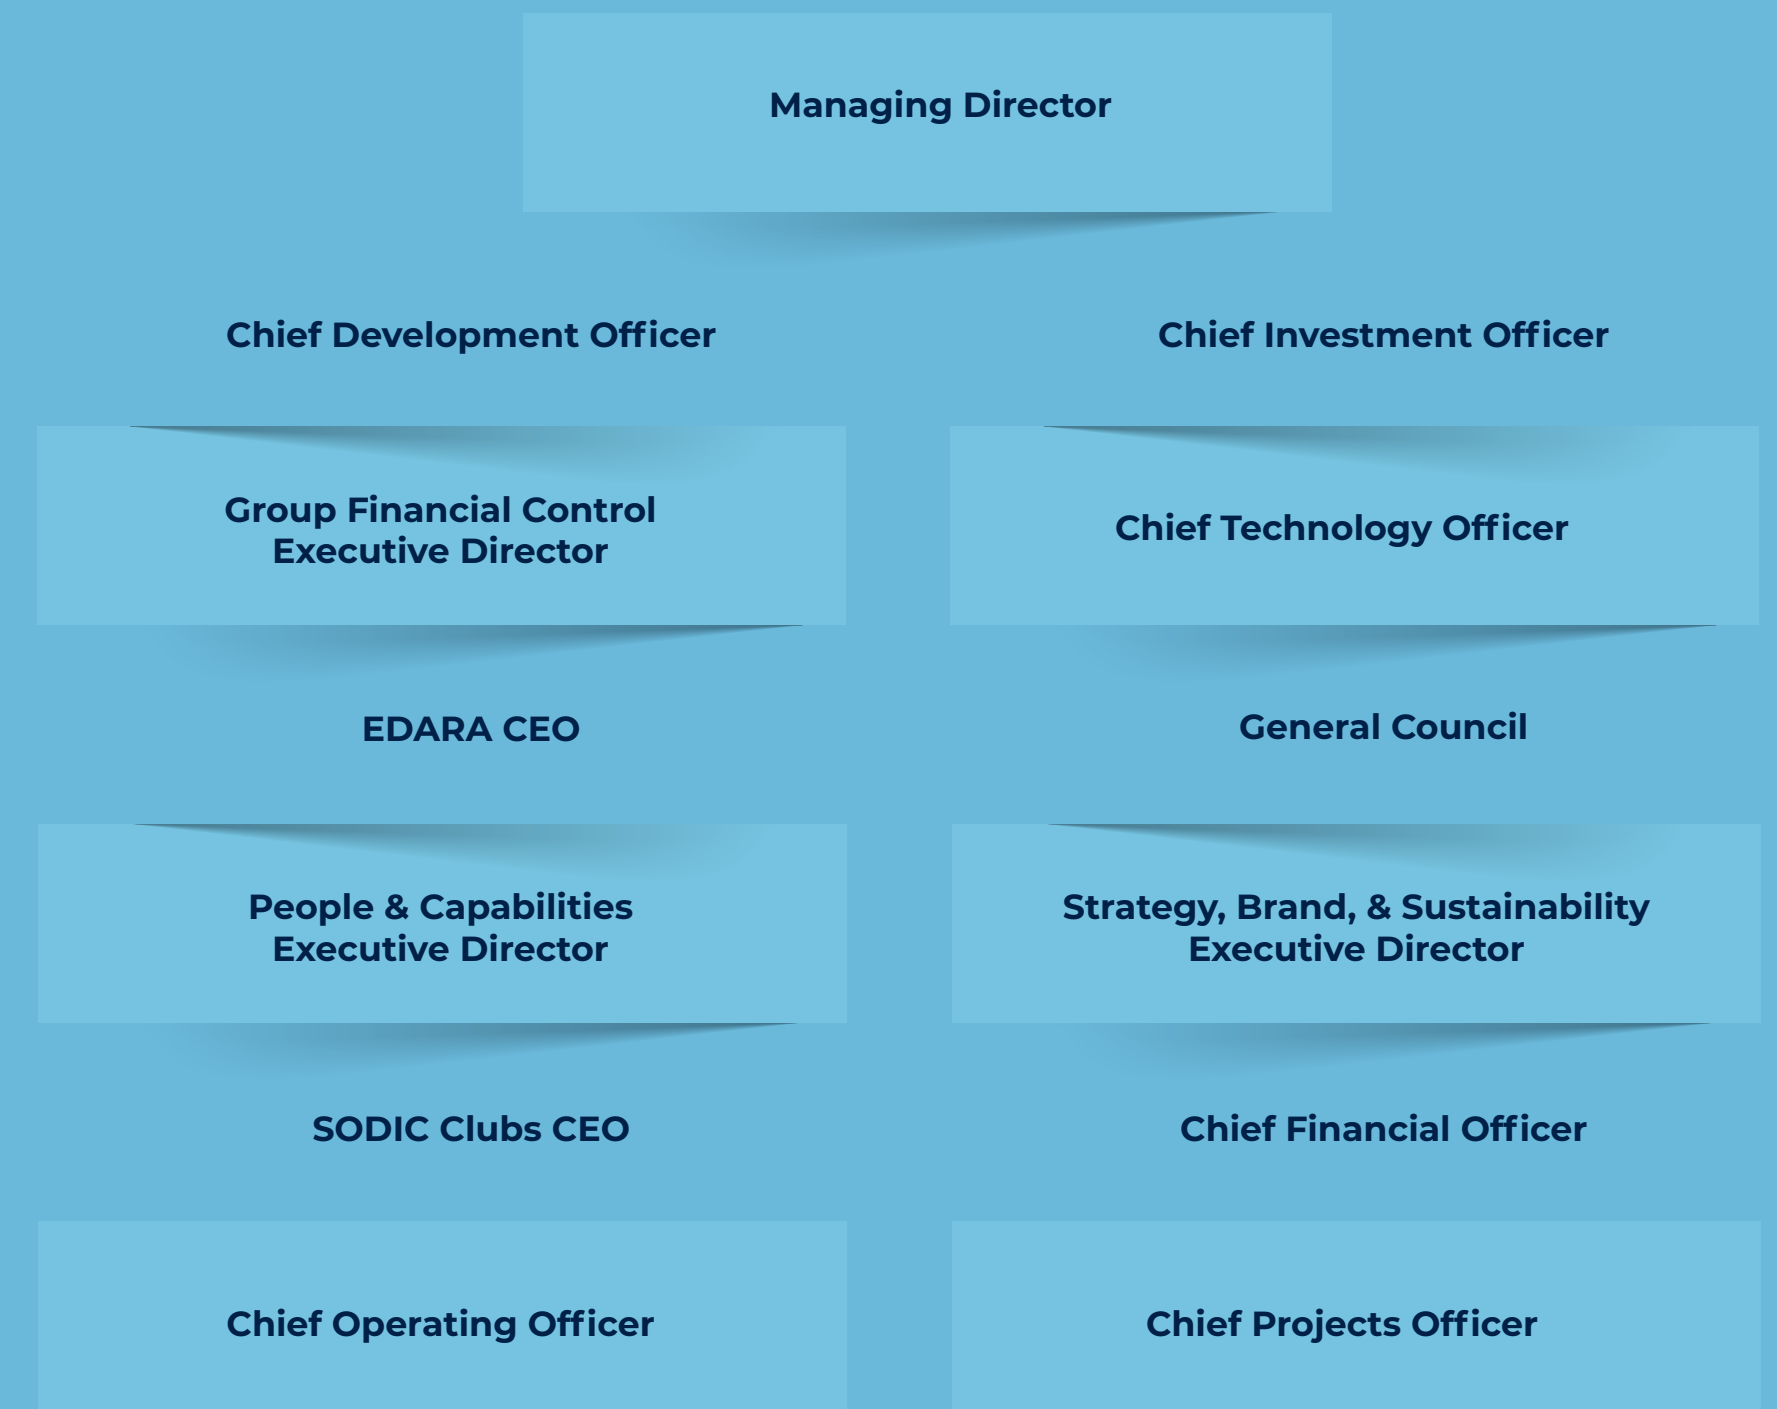 Managing Director
Chief Development Officer
Chief Investment Officer
Group Financial Control
Executive Director
Chief Technology Officer
EDARA CEO
General Council
People & Capabilities
Executive Director
Strategy, Brand, & Sustainability
Executive Director
SODIC Clubs CEO
Chief Financial Officer
Chief Operating Officer
Chief Projects Officer